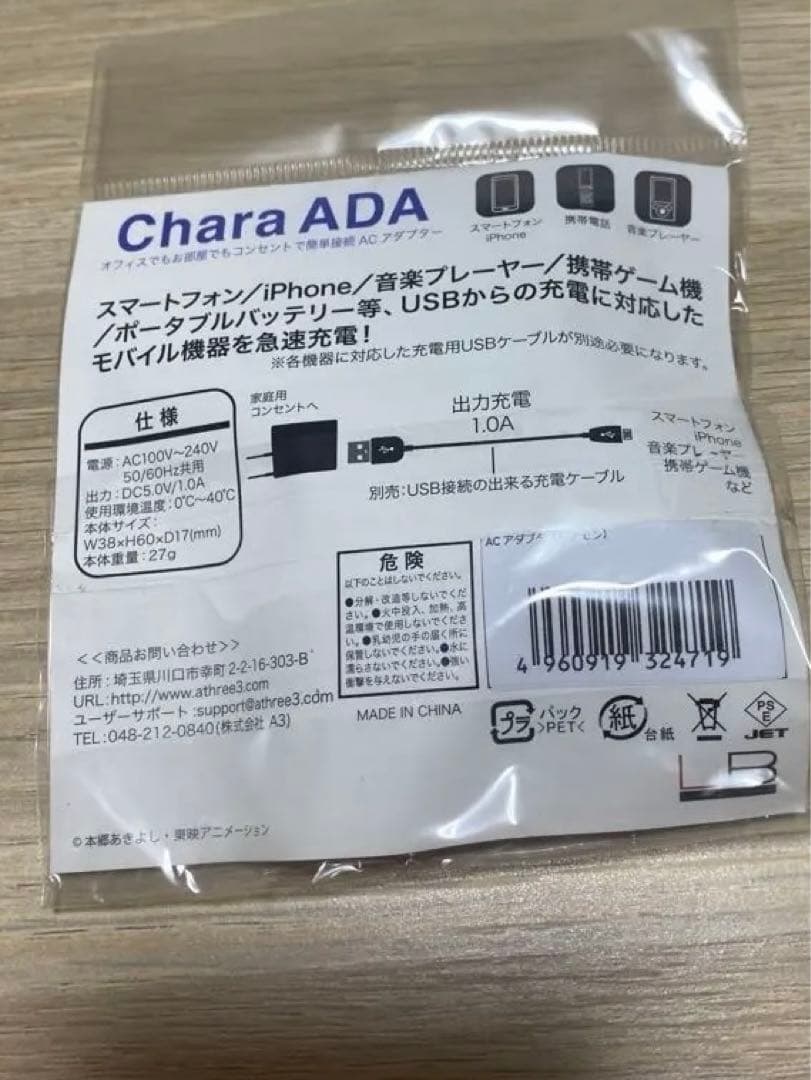 Chara ADA
オフィスでもお部屋でもコンセントで簡単接続 AC アダプター
スマートフォン
iPhone
携帯電話
音楽プレーヤー
スマートフォン/iPhone/音楽プレーヤー/携帯ゲーム機
/ポータブルバッテリー等、USBからの充電に対応した
モバイル機器を急速充電!
※各機器に対応した充電用USBケーブルが別途必要になります。
仕様
電源:AC100V〜240V
50/60Hz共用
出力:DC5.0V/1.0A
使用環境温度:0℃〜40℃
本体サイズ:
W38×H60×D17(mm)
本体重量:27g
家庭用
コンセントへ
出力充電
1.0A
別売:USB接続の出来る充電ケーブル
スマートフォン
iPhone
音楽プレーヤー
携帯ゲーム機
など
危険
以下のことはしないでください。
●分解・改造等しないでくだ
さい。●火中投入、加熱、高
温環境で使用しないでくださ
い。●乳幼児の手の届く所に
保管しないでください。●水に
濡らさないでください。●強い
衝撃を与えないでください。
AC アダプ
4 960919 324719
<<商品お問い合わせ>>
住所:埼玉県川口市幸町2-2-16-303-B
URL:http://www.athree3.com
ユーザーサポート:support@athree3.com
TEL:048-212-0840(株式会社 A3)
MADE IN CHINA
プラ
パック
>PET<
紙
台紙
PS
E
JET
LB
©本郷あきよし・東映アニメーション